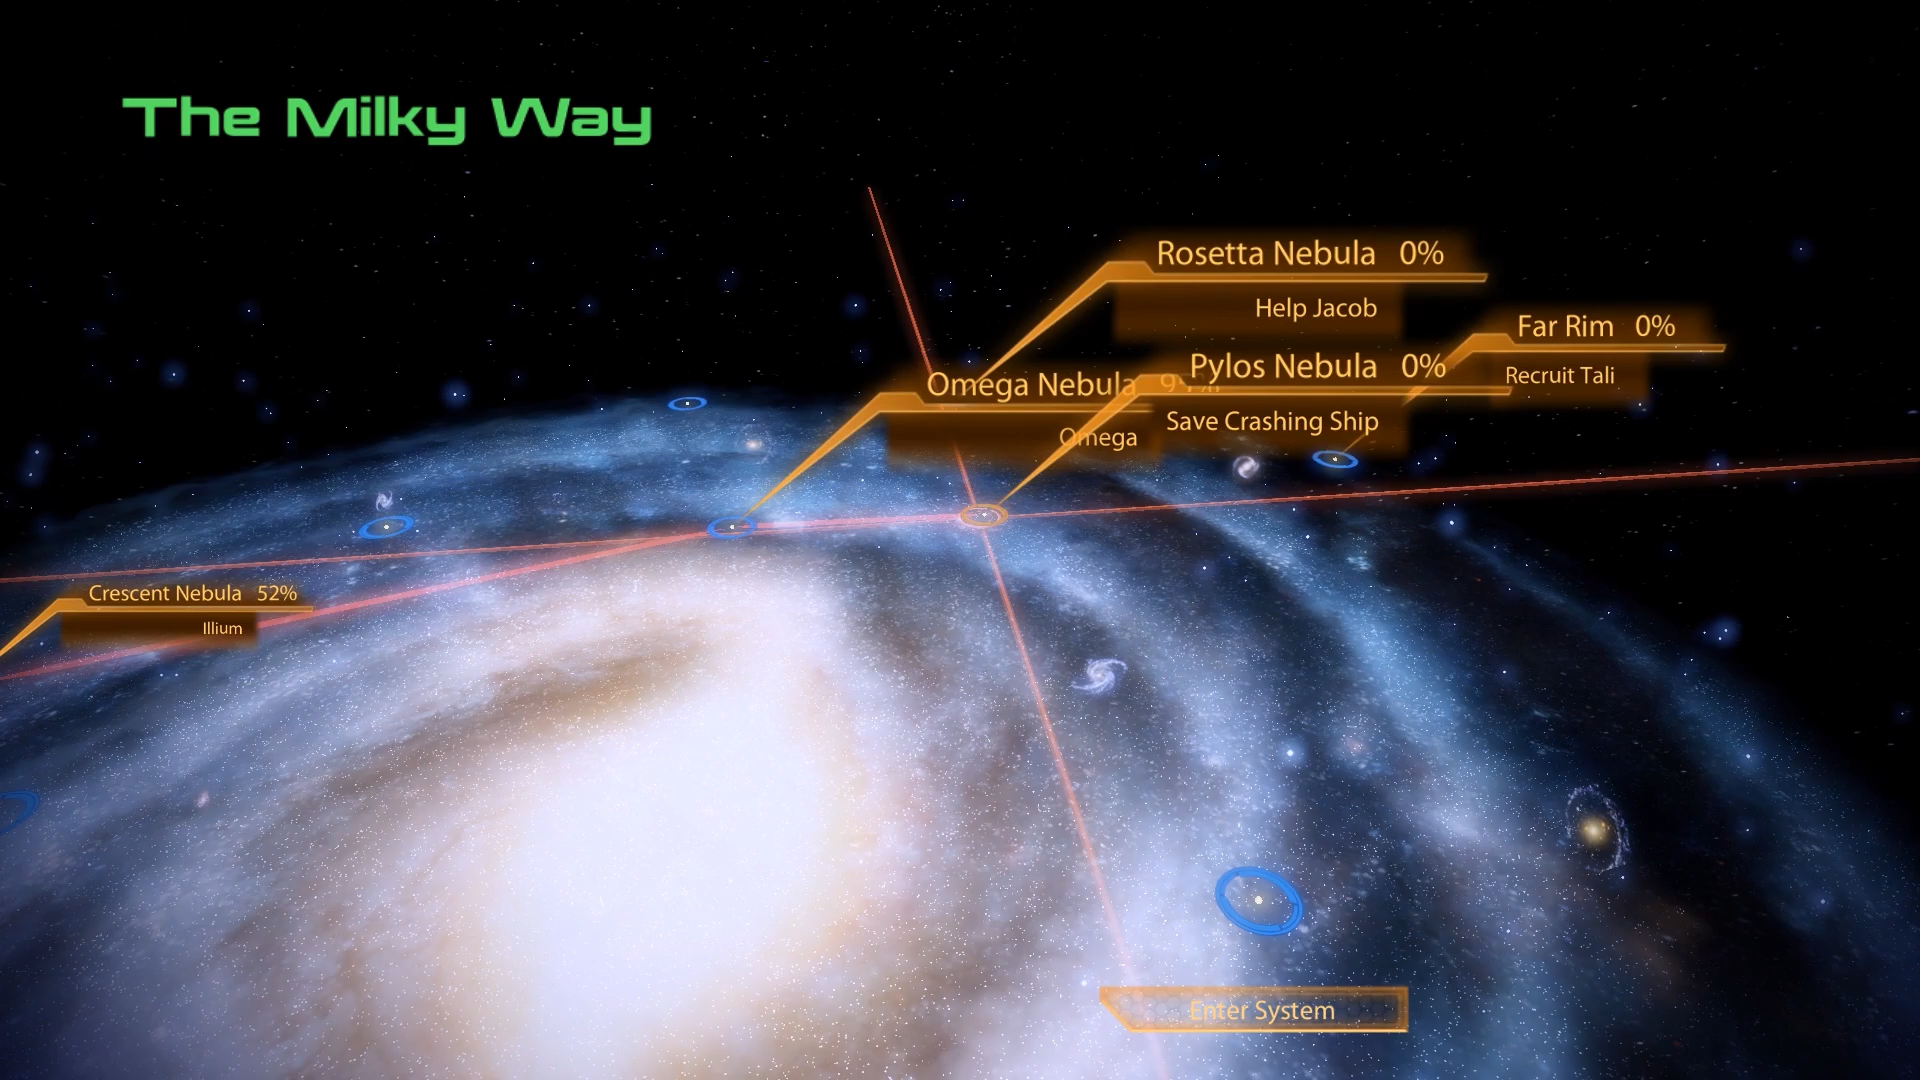 The Milky Way
Rosetta Nebula 0%
Help Jacob
Far Rim 0%
Recruit Tali
Pylos Nebula 0%
Save Crashing Ship
Omega Nebula
Omega
Crescent Nebula 52%
Illium
Enter System